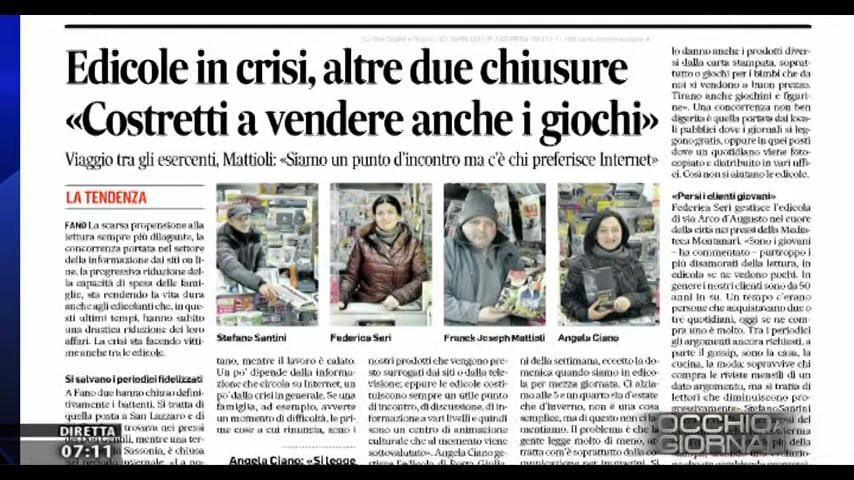 Edicole in crisi, altre due chiusure
«Costretti a vendere anche i giochi»
Viaggio tra gli esercenti, Mattioli: «Siamo un punto d'incontro ma c'è chi preferisce Internet»
LA TENDENZA
FANO La scarsa propensione alla
lettura sempre più dilagante, la
concorrenza portata nel settore
della informazione dai siti on li-
ne, la progressiva riduzione del-
la capacità di spesa delle fami-
glie, sta rendendo la vita dura
anche agli edicolanti che, in que-
sti ultimi tempi, hanno subito
una drastica riduzione dei loro
affari. La crisi sta facendo vitti-
me anche tra le edicole.
Si salvano i periodici fidelizzati
A Fano due hanno chiuso defini-
tivamente i battenti. Si tratta di
quella posta a San Lazzaro e di
trovava nei pressi
mentre una ter-
Sassonia, è chiusa
Stefano Santini
Federica Seri
Franck Joseph Mattioli
Angela Ciano
tano, mentre il lavoro è calato.
Un po' dipende dalla informa-
zione che circola su Internet, un
po' dalla crisi in generale. Se una
famiglia, ad esempio, avverte
un momento di difficoltà, le pri-
me cose a cui rinuncia, sono i
Angela Ciano: «Si legge
nostri prodotti che vengono pre-
sto surrogati dai siti o dalla tele-
visione; eppure le edicole costi-
tuiscono sempre un utile punto
di incontro, di discussione, di in-
formazione a vari livelli e quindi
sono un centro di animazione
culturale che al momento viene
sottovalutato». Angela Ciano ge-
stisce l'edicola di Porta Giulia
ni della settimana, eccetto la do-
menica quando siamo in edico-
la per mezza giornata. Ci alzia-
mo alle 5 e un quarto sia d'estate
che d'inverno, non è una cosa
semplice, ma di questo non ci la-
mentiamo. Il problema è che la
gente legge molto di meno, at-
tratta com'è dai mezzi di co-
municazione per immagini. Si
lo danno anche i prodotti diver-
si dalla carta stampata, soprat-
tutto o giochi per i bimbi che da
noi si vendono a buon prezzo.
Tirano anche giochini e figuri-
ne». Una concorrenza non ben
digerita è quella portata dai loca-
li pubblici dove i giornali si leg-
gono gratis, oppure in quei posti
dove un quotidiano viene foto-
copiato e distribuito in vari uffi-
ci. Così non si aiutano le edicole.
«Persi i clienti giovani»
Federica Seri gestisce l'edicola
di via Arco d'Augusto nel cuore
della città nei pressi della Media-
teca Montanari. «Sono i giovani
– ha commentato – purtroppo i
più disamorati della lettura, in
edicola se ne vedono pochi. In
genere i nostri clienti sono da 50
anni in su. Un tempo c'erano
persone che acquistavano due o
tre quotidiani, oggi se ne com-
pra uno è molto. Tra i periodici
gli argomenti ancora richiesti, a
parte il gossip, sono la casa, la
cucina, la moda; sopravvive chi
compra le riviste mensili di un
dato argomento, ma si tratta di
lettori che diminuiscono pro-
gressivamente». Stefano Santini
DIRETTA
07:11
OCCHIO
GIORNALI